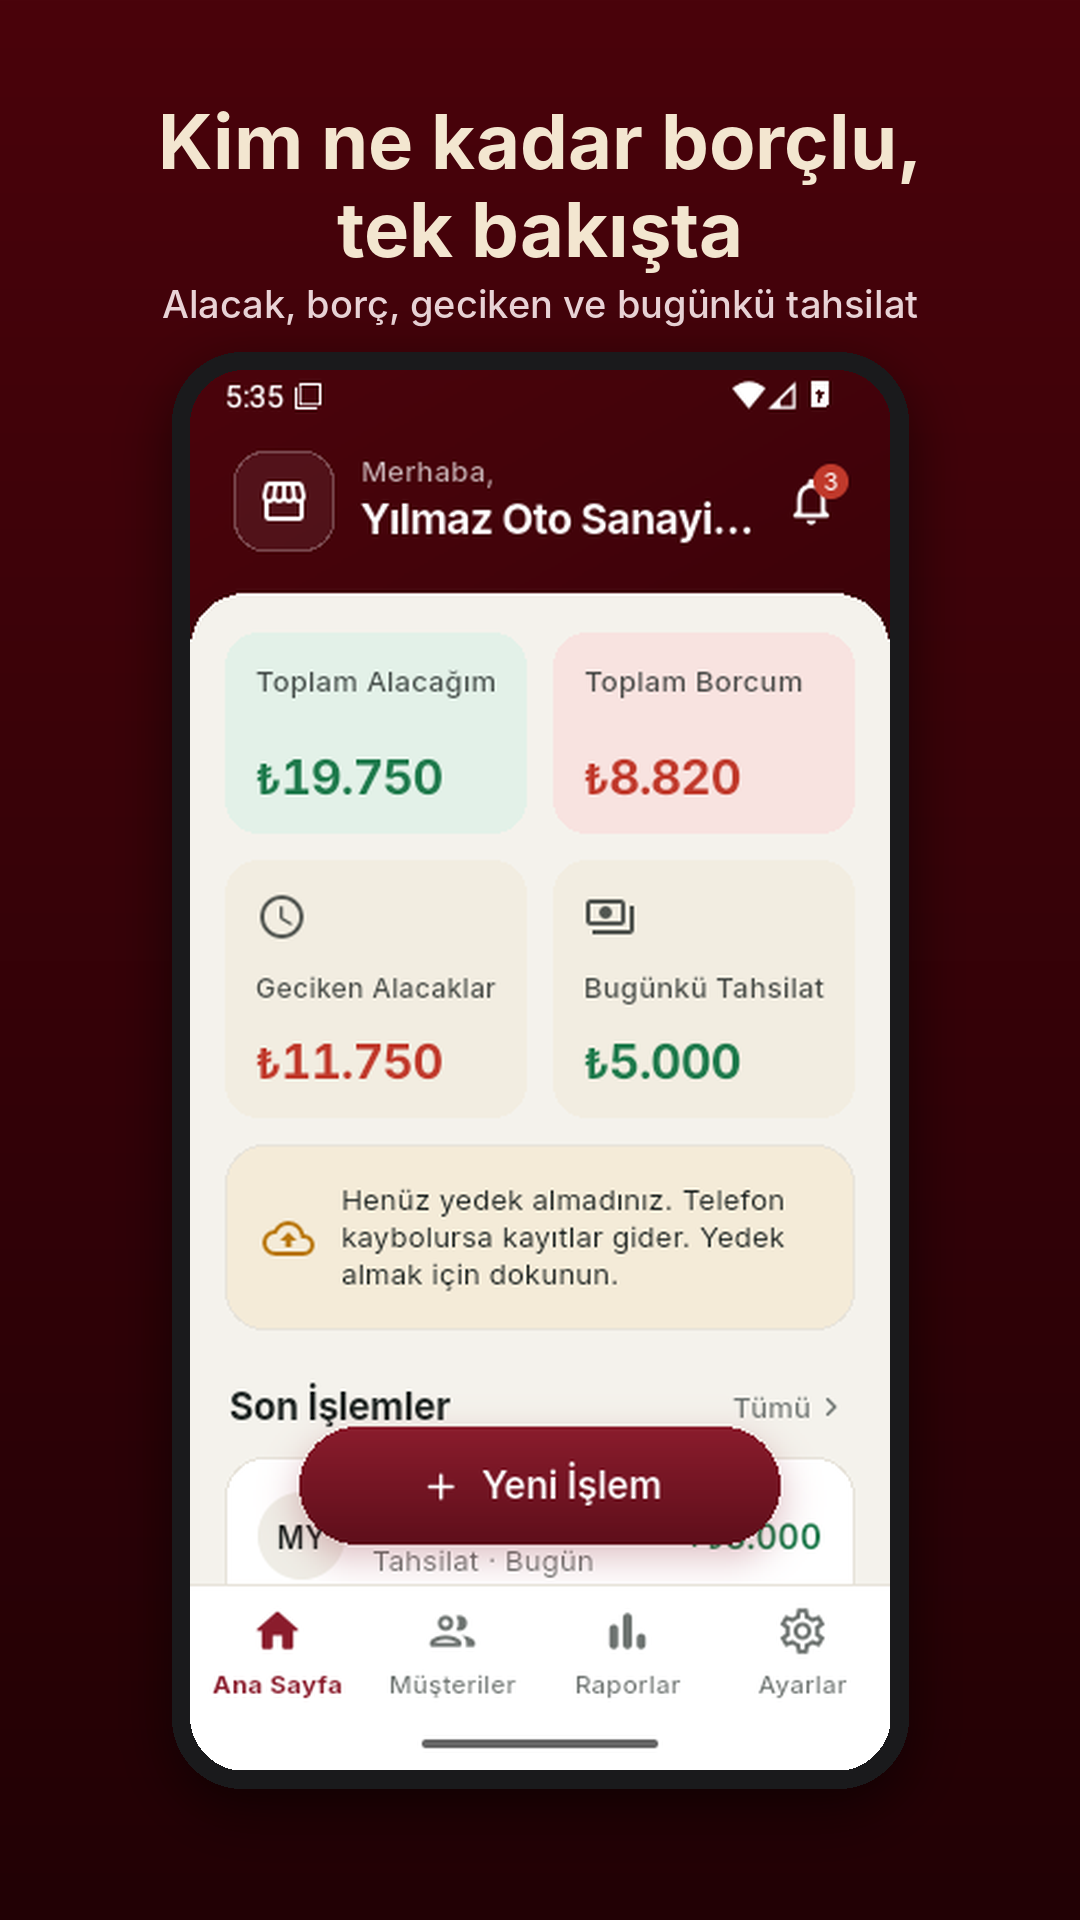 Kim ne kadar borçlu,
tek bakışta
Alacak, borç, geciken ve bugünkü tahsilat
5:35
Merhaba,
Yılmaz Oto Sanayi...
3
Toplam Alacağım
Toplam Borcum
₺19.750
₺8.820
Geciken Alacaklar
Bugünkü Tahsilat
₺11.750
₺5.000
Henüz yedek almadınız. Telefon
kaybolursa kayıtlar gider. Yedek
almak için dokunun.
Son İşlemler
Tümü
+ Yeni İşlem
MY
.000
Tahsilat · Bugün
Ana Sayfa
Müşteriler
Raporlar
Ayarlar